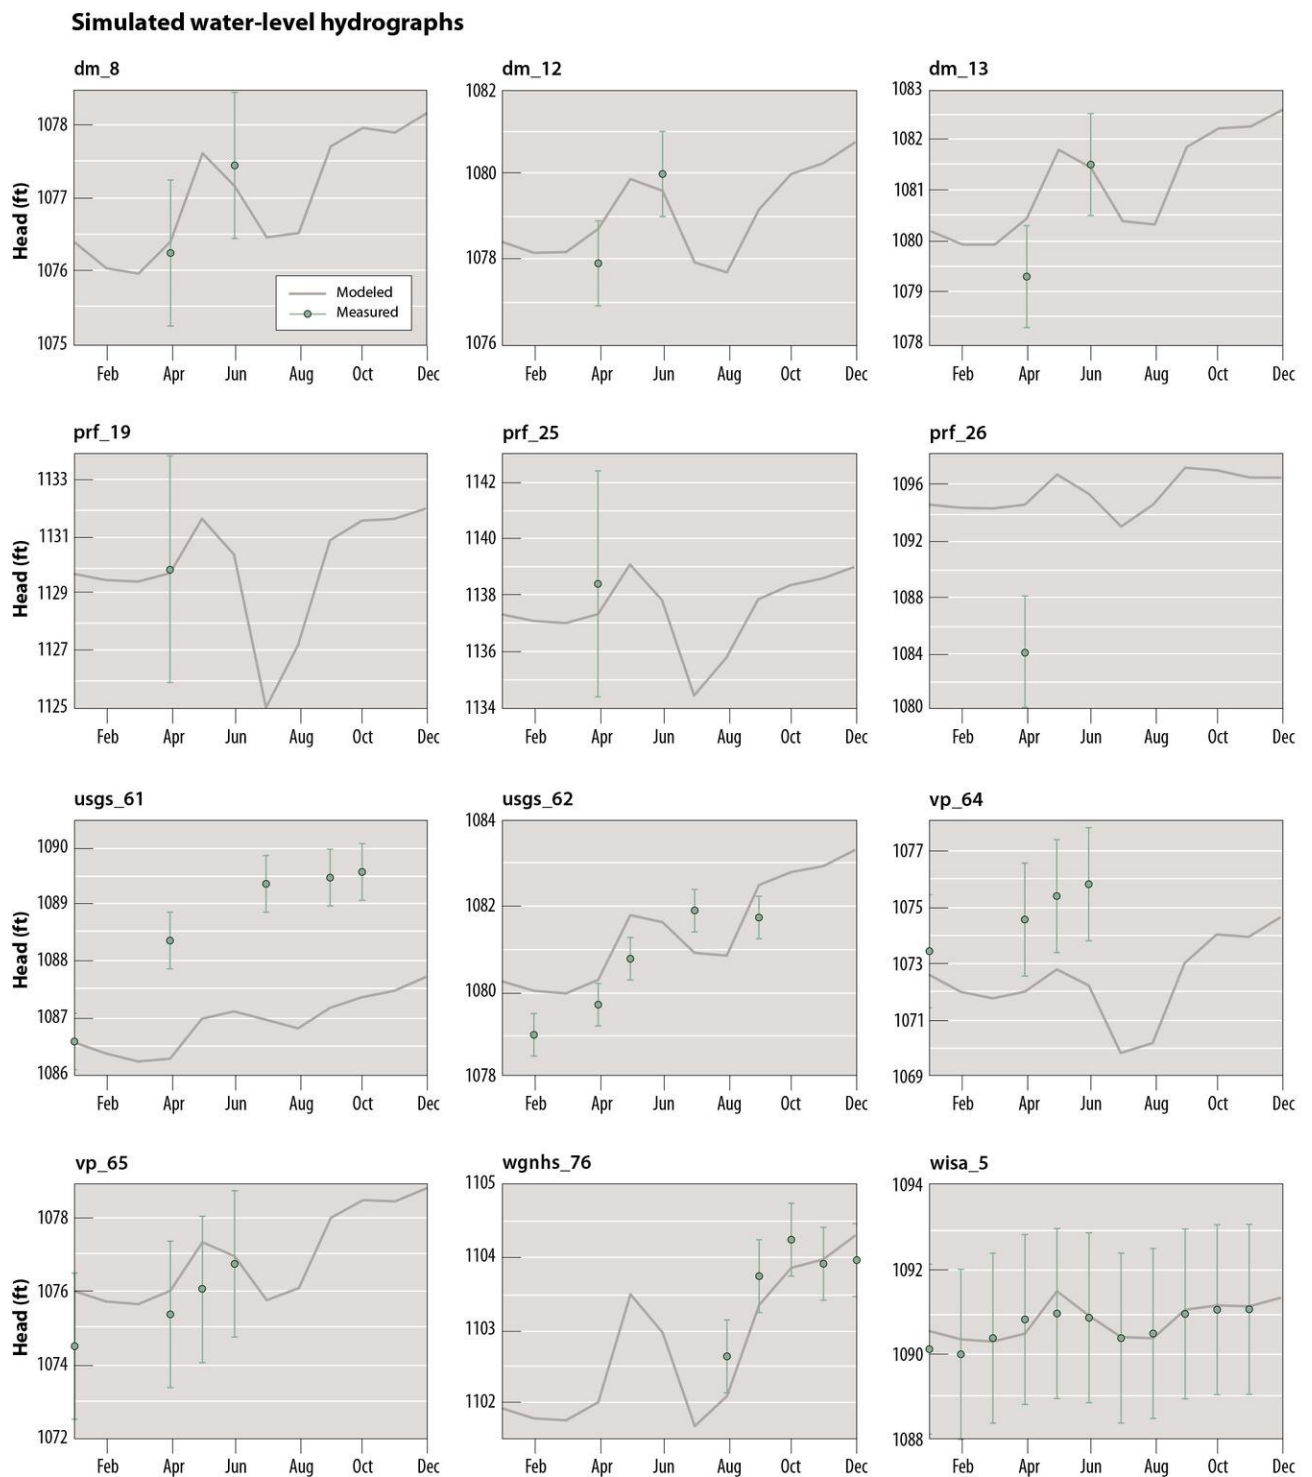 Simulated water-level hydrographs
dm_8
dm_12
dm_13
Head (ft)
1078
1077
1076
1075
Modeled
Measured
Feb Apr Jun Aug Oct Dec
1082
1080
1078
1076
Feb Apr Jun Aug Oct Dec
1083
1082
1081
1080
1079
1078
Feb Apr Jun Aug Oct Dec
prf_19
prf_25
prf_26
Head (ft)
1133
1131
1129
1127
1125
Feb Apr Jun Aug Oct Dec
1142
1140
1138
1136
1134
Feb Apr Jun Aug Oct Dec
1096
1092
1088
1084
1080
Feb Apr Jun Aug Oct Dec
usgs_61
usgs_62
vp_64
Head (ft)
1090
1089
1088
1087
1086
Feb Apr Jun Aug Oct Dec
1084
1082
1080
1078
Feb Apr Jun Aug Oct Dec
1077
1075
1073
1071
1069
Feb Apr Jun Aug Oct Dec
vp_65
wgnhs_76
wisa_5
Head (ft)
1078
1076
1074
1072
Feb Apr Jun Aug Oct Dec
1105
1104
1103
1102
Feb Apr Jun Aug Oct Dec
1094
1092
1090
1088
Feb Apr Jun Aug Oct Dec